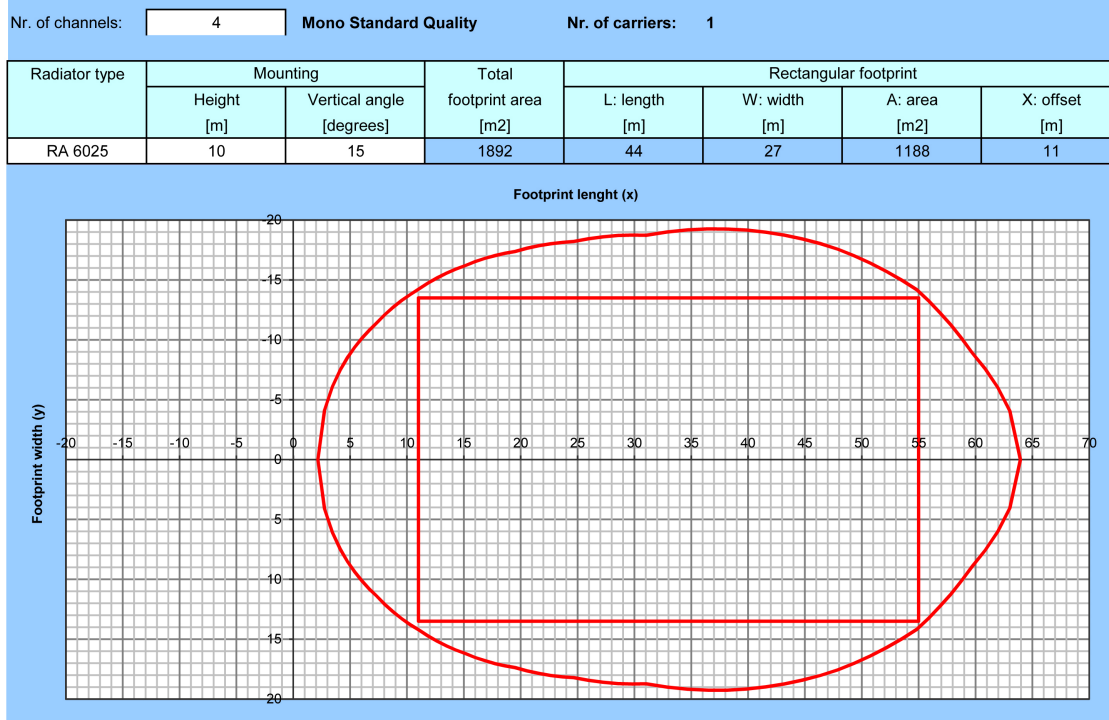 Nr. of channels: 4 Mono Standard Quality Nr. of carriers: 1
Radiator type Mounting Total Rectangular footprint
Height Vertical angle footprint area L: length W: width A: area X: offset
[m] [degrees] [m2] [m] [m] [m2] [m]
RA 6025 10 15 1892 44 27 1188 11
Footprint lenght (x)
-20
-15
-10
-5
Footprint width (y)
-20 -15 -10 -5 0 5 10 15 20 25 30 35 40 45 50 55 60 65 70
0
5
10
15
20